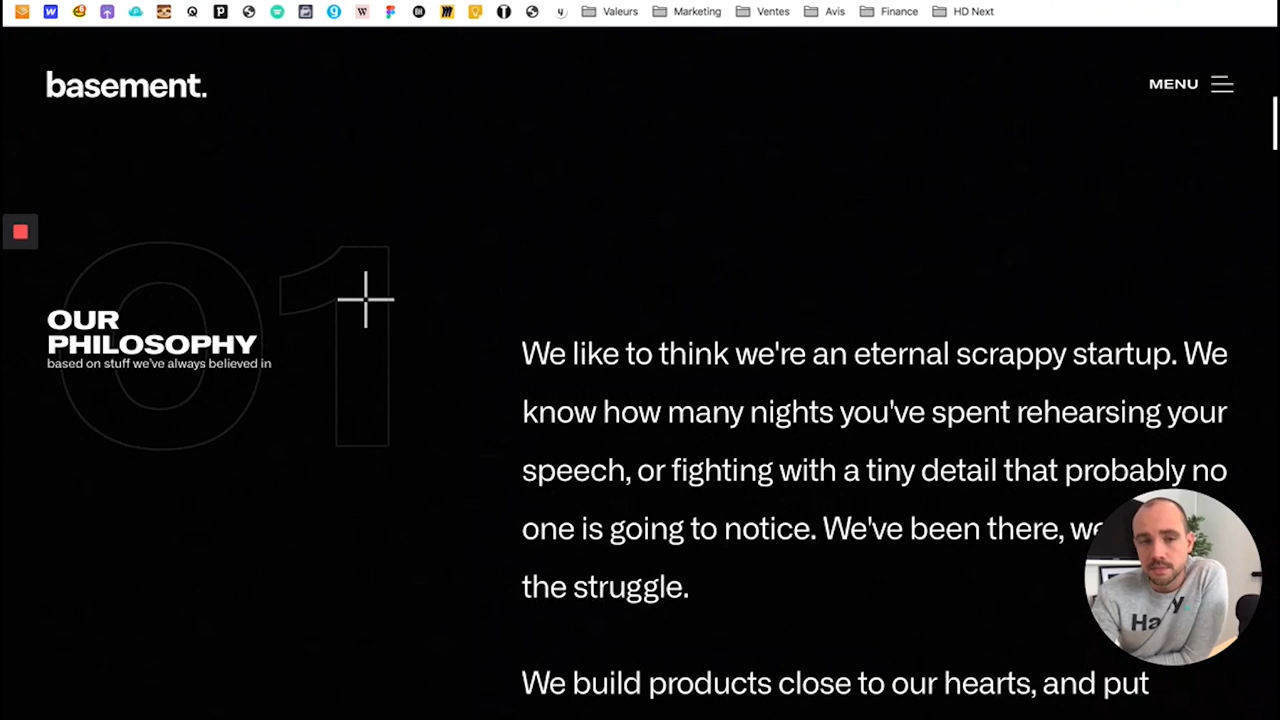 Valeurs Marketing Ventes Avis Finance HD Next
basement.
MENU
01
OUR
PHILOSOPHY
based on stuff we've always believed in
We like to think we're an eternal scrappy startup. We
know how many nights you've spent rehearsing your
speech, or fighting with a tiny detail that probably no
one is going to notice. We've been there, we
the struggle.
We build products close to our hearts, and put